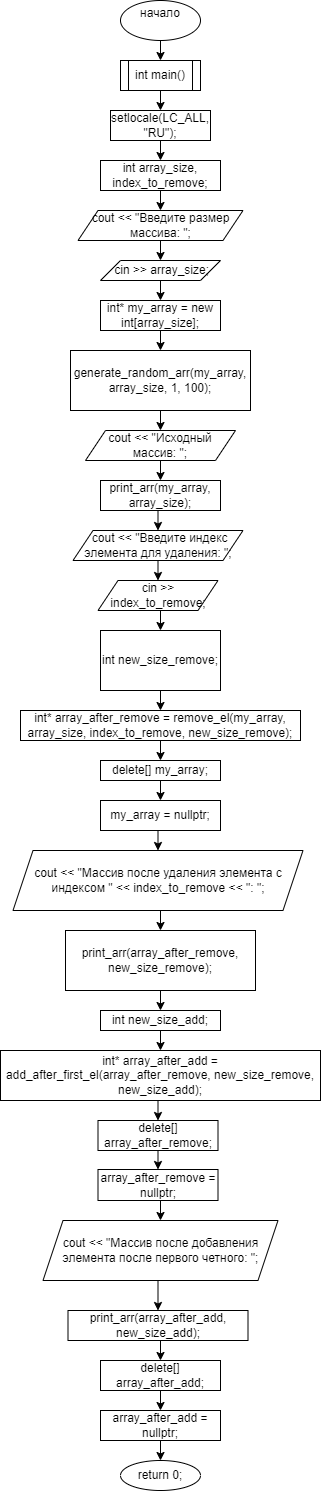 начало
int main()
setlocale(LC_ALL,
"RU");
int array_size,
index_to_remove;
cout << "Введите размер
массива: ";
cin >> array_size;
int* my_array = new
int[array_size];
generate_random_arr(my_array,
array_size, 1, 100);
cout << "Исходный
массив: ";
print_arr(my_array,
array_size);
cout << "Введите индекс
элемента для удаления: ";
cin >>
index_to_remove;
int new_size_remove;
int* array_after_remove = remove_el(my_array,
array_size, index_to_remove, new_size_remove);
delete[] my_array;
my_array = nullptr;
cout << "Массив после удаления элемента с
индексом " << index_to_remove << ": ";
print_arr(array_after_remove,
new_size_remove);
int new_size_add;
int* array_after_add =
add_after_first_el(array_after_remove, new_size_remove,
new_size_add);
delete[]
array_after_remove;
array_after_remove =
nullptr;
cout << "Массив после добавления
элемента после первого четного: ";
print_arr(array_after_add,
new_size_add);
delete[]
array_after_add;
array_after_add =
nullptr;
return 0;